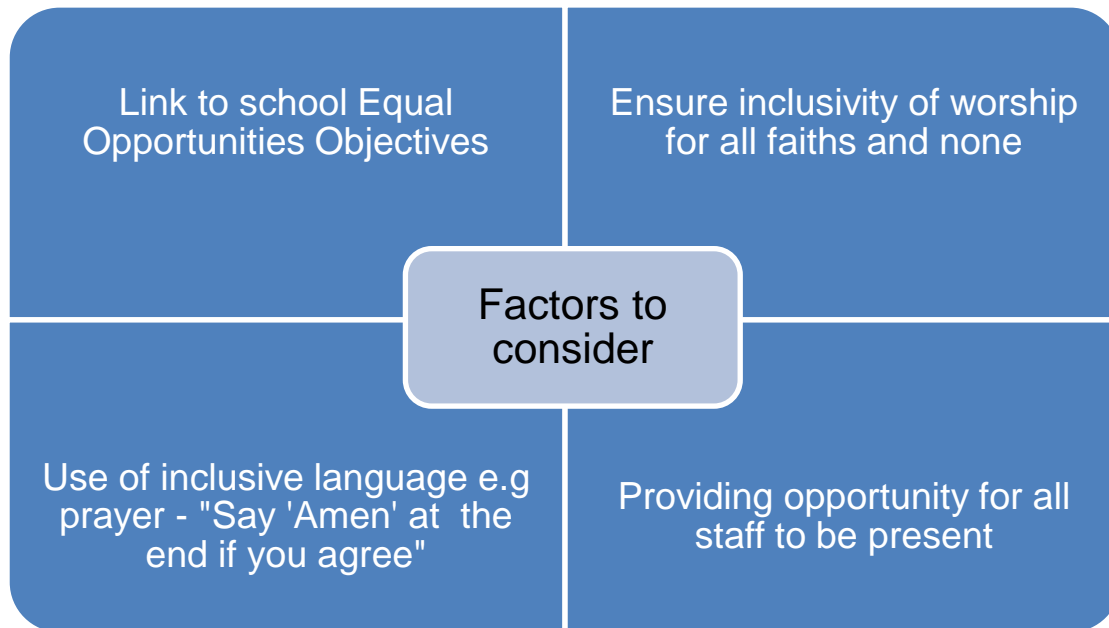 Link to school Equal
Opportunities Objectives
Ensure inclusivity of worship
for all faiths and none
Factors to
consider
Use of inclusive language e.g
prayer - "Say 'Amen' at  the
end if you agree"
Providing opportunity for all
staff to be present